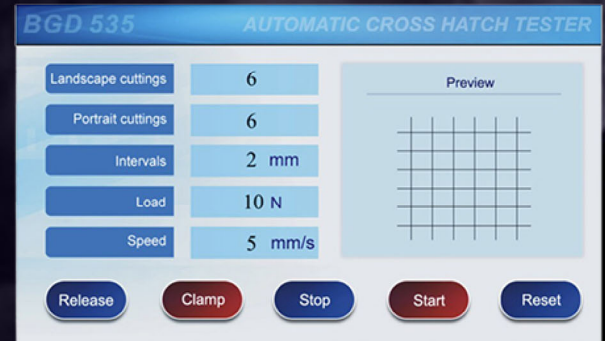 BGD 535 AUTOMATIC CROSS HATCH TESTER
Landscape cuttings 6
Portrait cuttings 6
Intervals 2 mm
Load 10 N
Speed 5 mm/s
Preview
Release Clamp Stop Start Reset